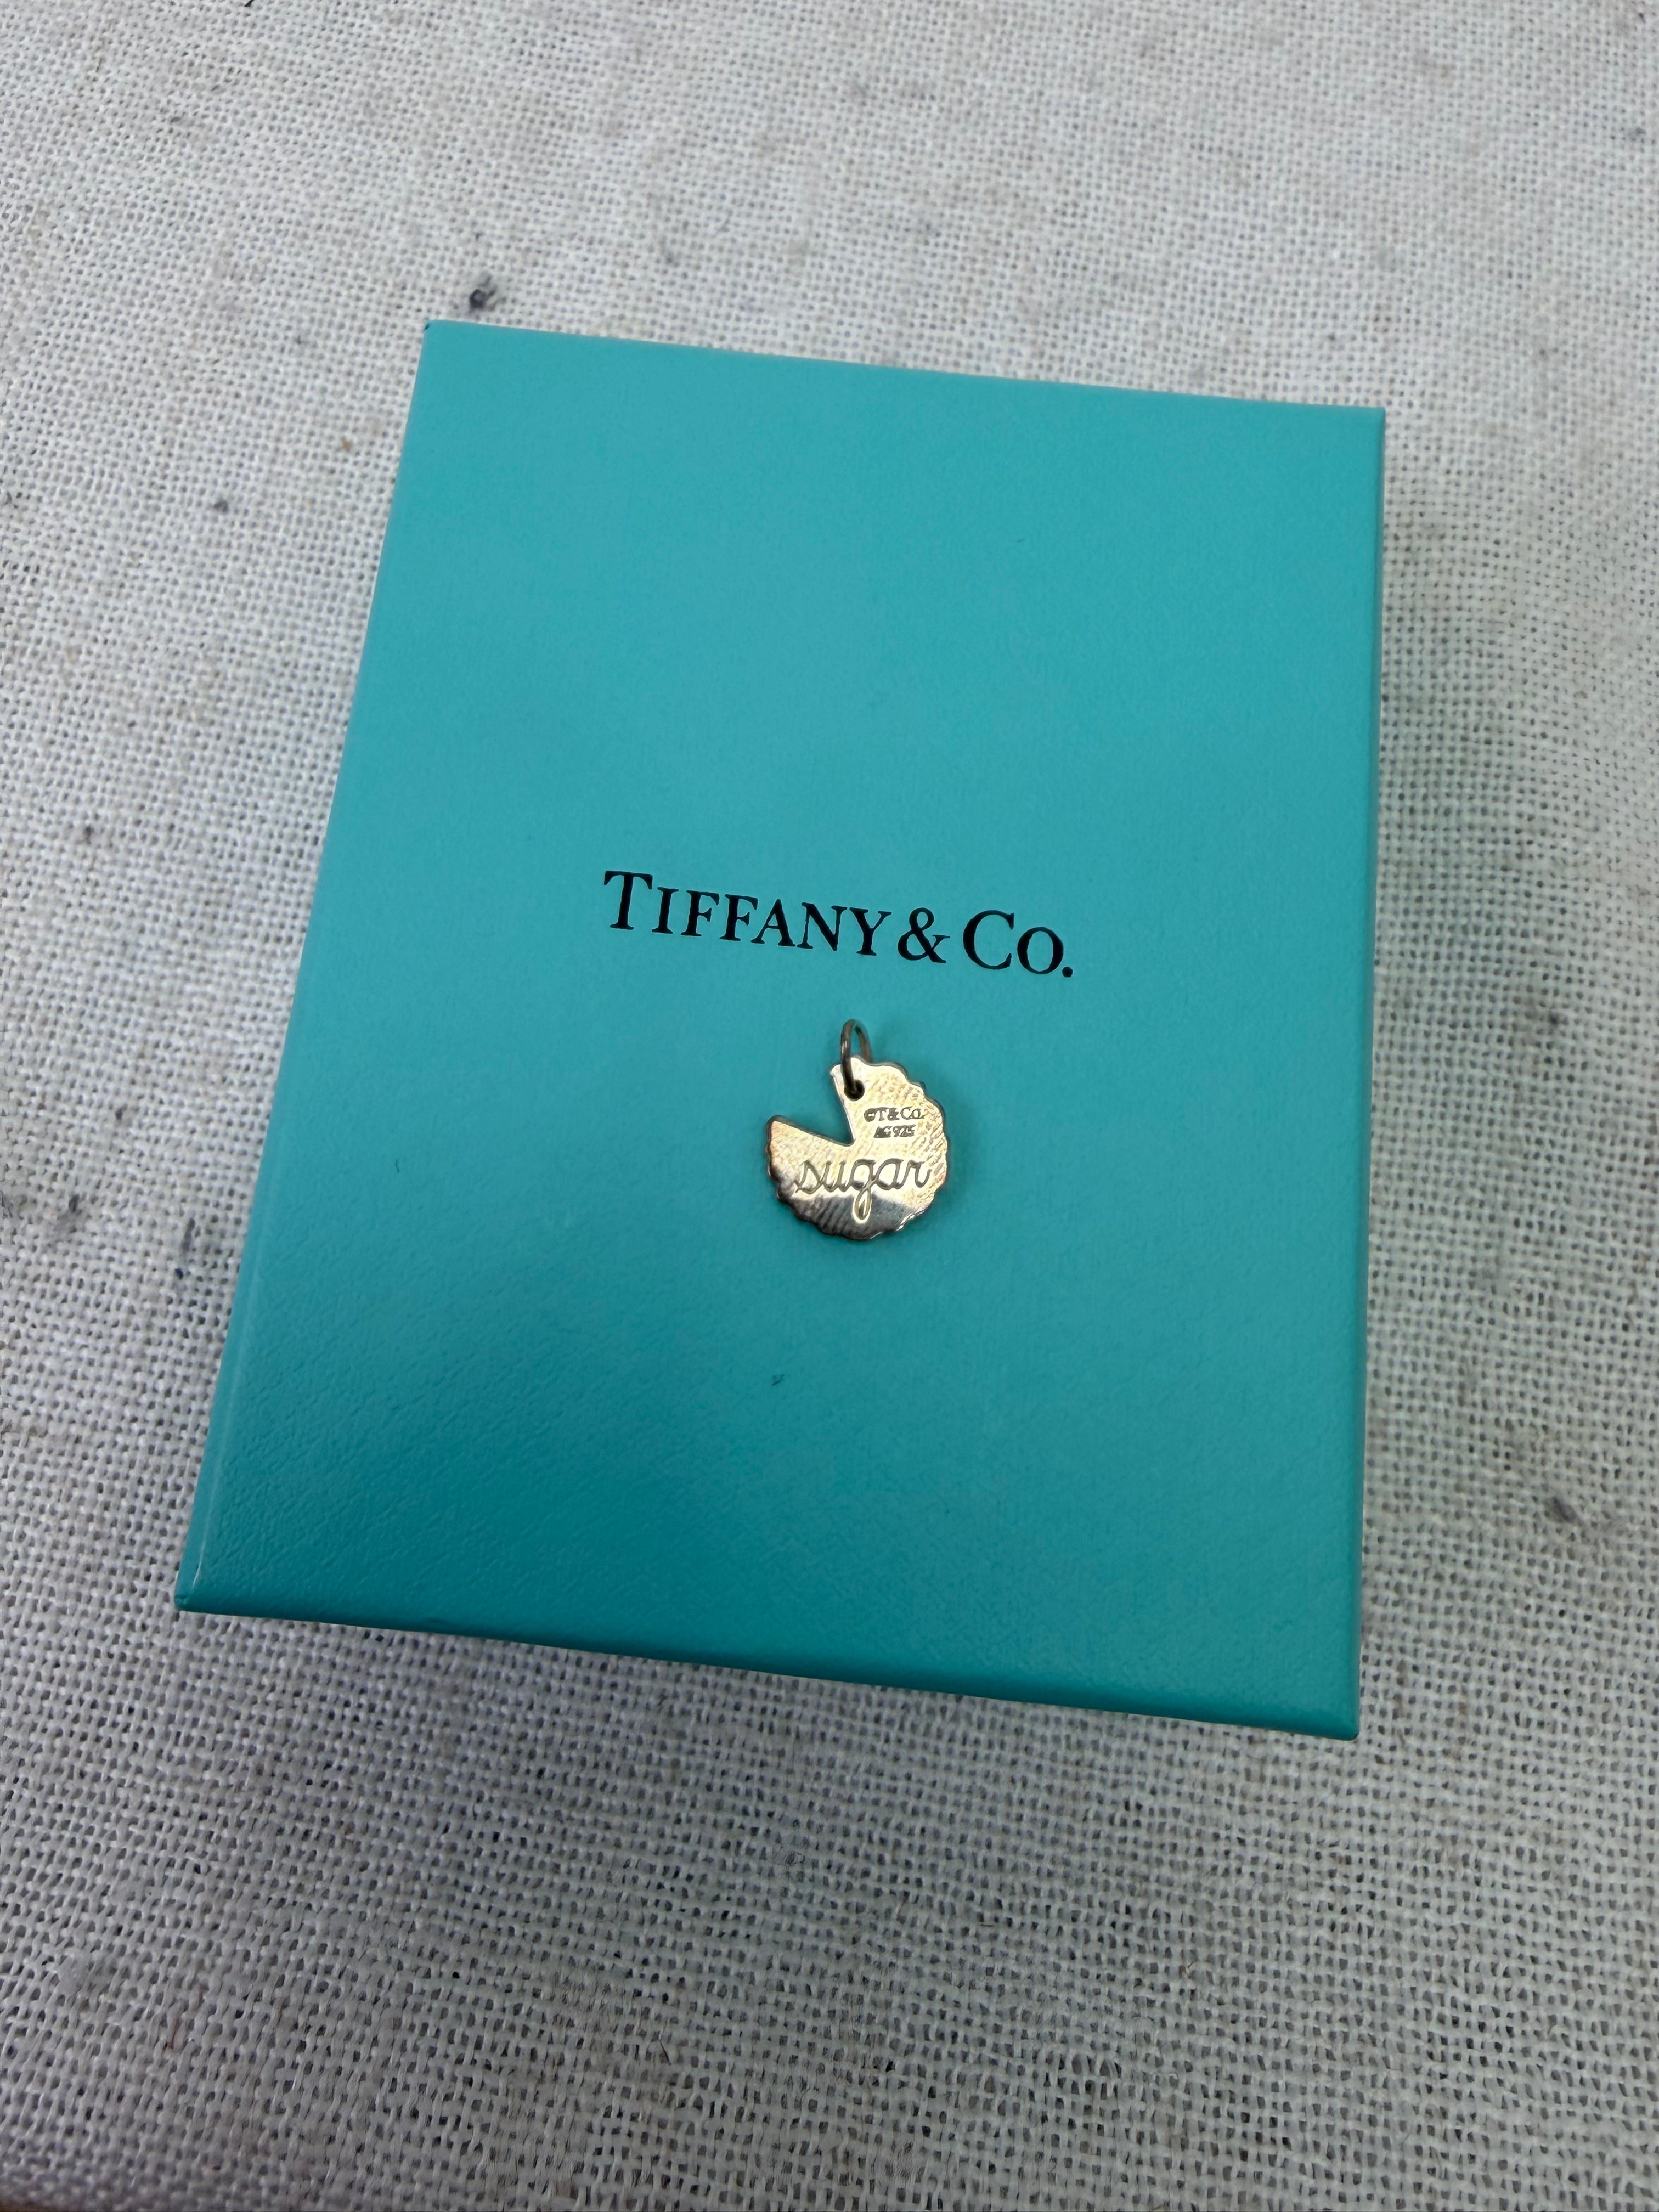 TIFFANY & CO.
©T&Co.
AG 925
sugar